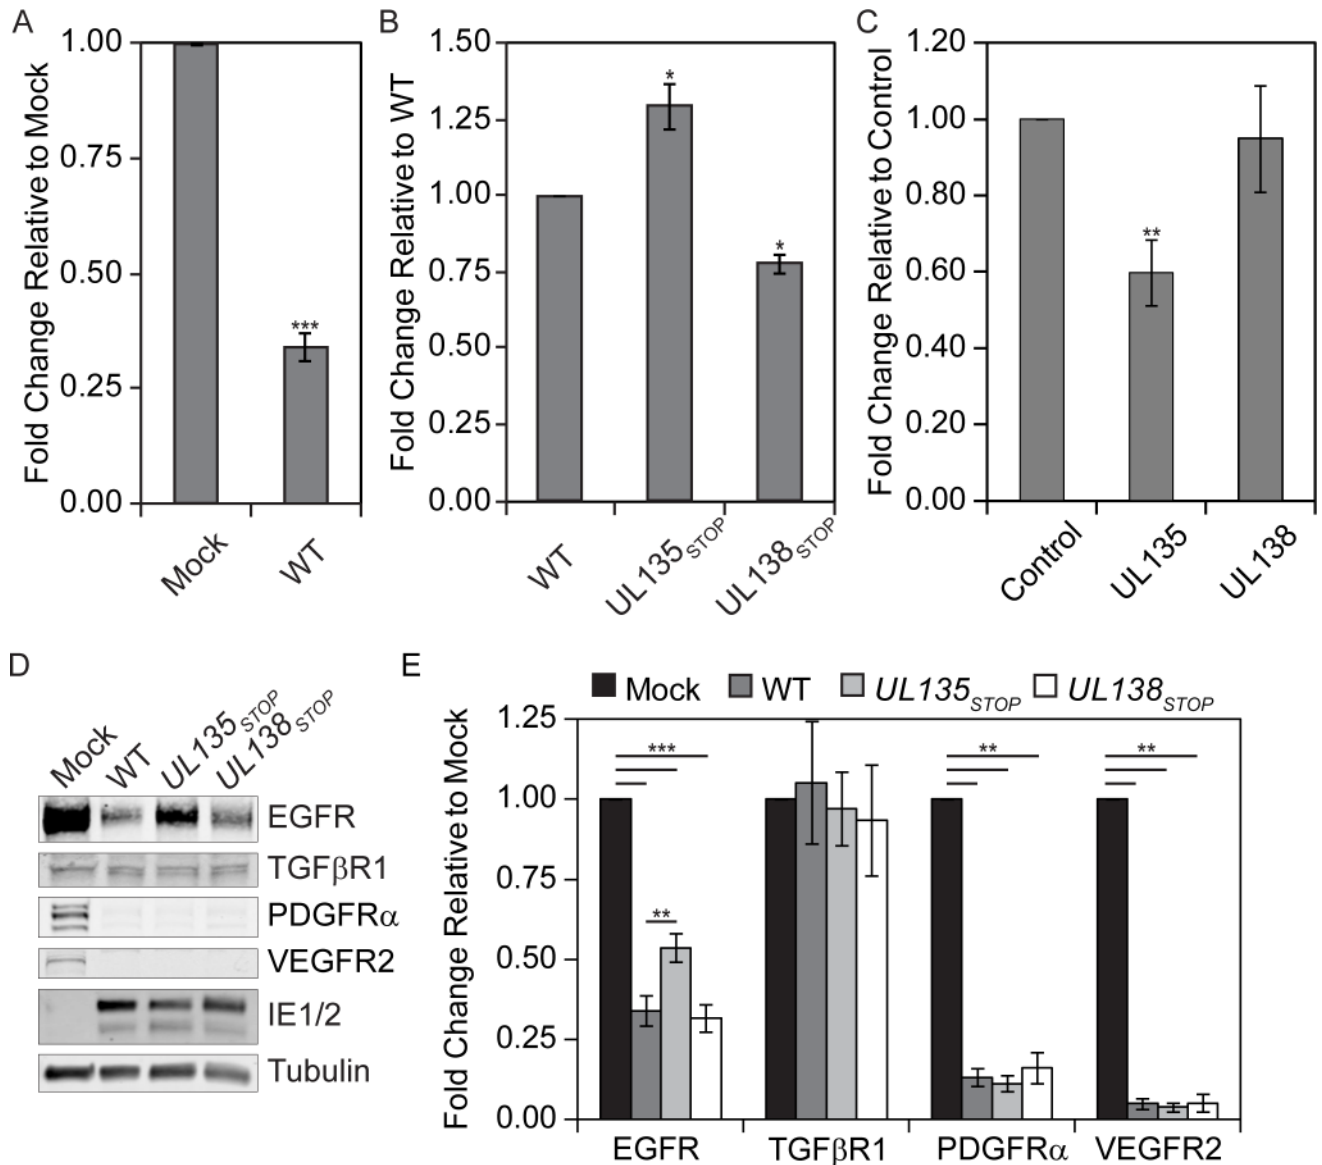 A
Fold Change Relative to Mock
1.00
0.75
0.50
0.25
0.00
***
Mock
WT
B
Fold Change Relative to WT
1.50
1.25
1.00
0.75
0.50
0.25
0.00
*
*
WT
UL135STOP
UL138STOP
C
Fold Change Relative to Control
1.20
1.00
0.80
0.60
0.40
0.20
0.00
**
Control
UL135
UL138
D
Mock
WT
UL135STOP
UL138STOP
EGFR
TGFβR1
PDGFRα
VEGFR2
IE1/2
Tubulin
E
Mock WT UL135STOP UL138STOP
Fold Change Relative to Mock
1.25
1.00
0.75
0.50
0.25
0.00
***
**
**
**
EGFR TGFβR1 PDGFRα VEGFR2